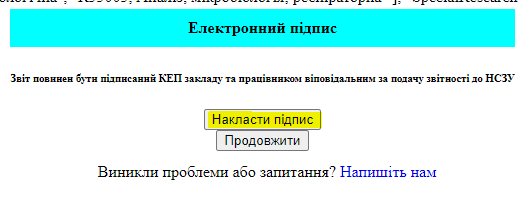 Електронний підпис
Звіт повинен бути підписаний КЕП закладу та працівником віповідальним за подачу звітності до НСЗУ
Накласти підпис
Продовжити
Виникли проблеми або запитання? Напишіть нам